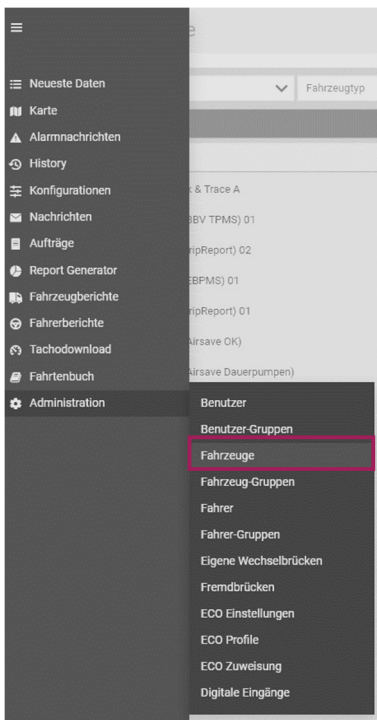 e
Neueste Daten
Fahrzeugtyp
Karte
Alarmnachrichten
History
Konfigurationen
k & Trace A
Nachrichten
BBV TPMS) 01
Aufträge
ripReport) 02
Report Generator
EBPMS) 01
Fahrzeugberichte
ripReport) 01
Fahrerberichte
Tachodownload
Airsave OK)
Fahrtenbuch
Airsave Dauerpumpen)
Administration
Benutzer
Benutzer-Gruppen
Fahrzeuge
Fahrzeug-Gruppen
Fahrer
Fahrer-Gruppen
Eigene Wechselbrücken
Fremdbrücken
ECO Einstellungen
ECO Profile
ECO Zuweisung
Digitale Eingänge